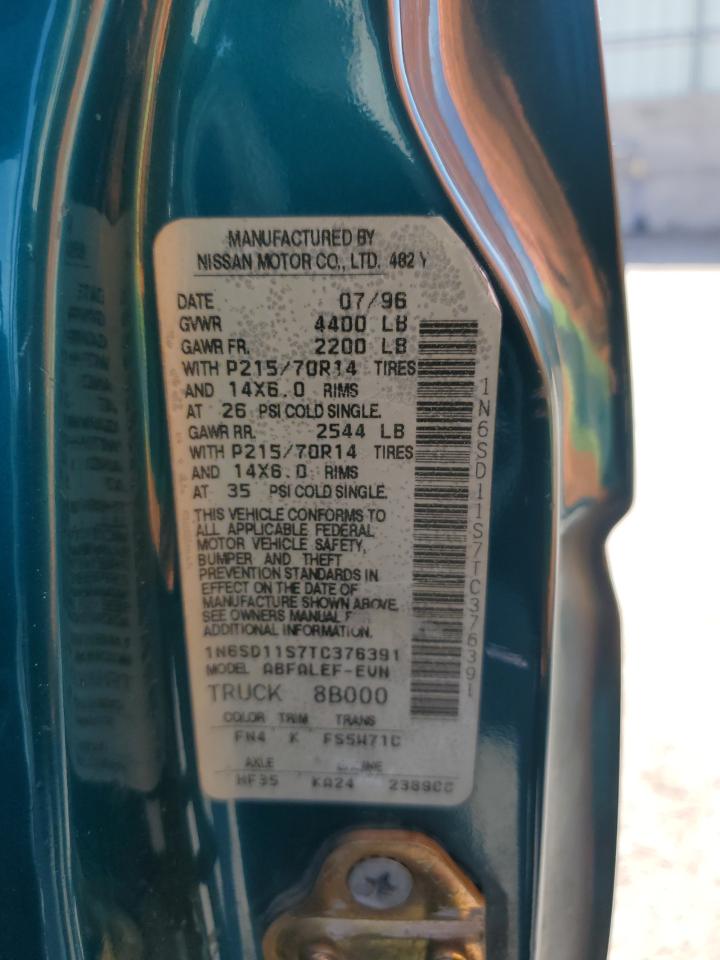 MANUFACTURED BY
NISSAN MOTOR CO., LTD. 482 Y
DATE 07/96
GVWR 4400 LB
GAWR FR. 2200 LB
WITH P215/70R14 TIRES
AND 14X6.0 RIMS
AT 26 PSI COLD SINGLE.
GAWR RR. 2544 LB
WITH P215/70R14 TIRES
AND 14X6.0 RIMS
AT 35 PSI COLD SINGLE.
THIS VEHICLE CONFORMS TO
ALL APPLICABLE FEDERAL
MOTOR VEHICLE SAFETY,
BUMPER AND THEFT
PREVENTION STANDARDS IN
EFFECT ON THE DATE OF
MANUFACTURE SHOWN ABOVE.
SEE OWNERS MANUAL
ADDITIONAL INFORMATION.
1N6SD11S7TC376391
MODEL ABFALEF-EVN
TRUCK 8B000
COLOR TRIM TRANS
FN4 K FS5W71C
AXLE
HF35 KA24 2389CC
1N6SD11S7TC376391